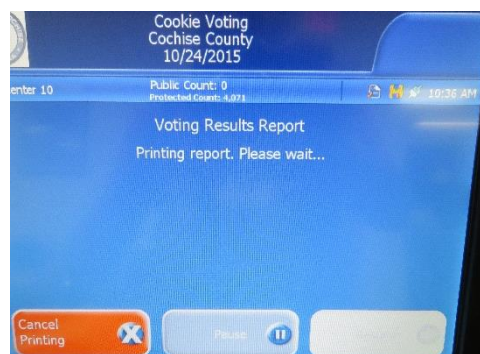 Cookie Voting
Cochise County
10/24/2015
enter 10
Public Count: 0
Protected Count: 4,071
10:36 AM
Voting Results Report
Printing report. Please wait...
Cancel
Printing
Pause